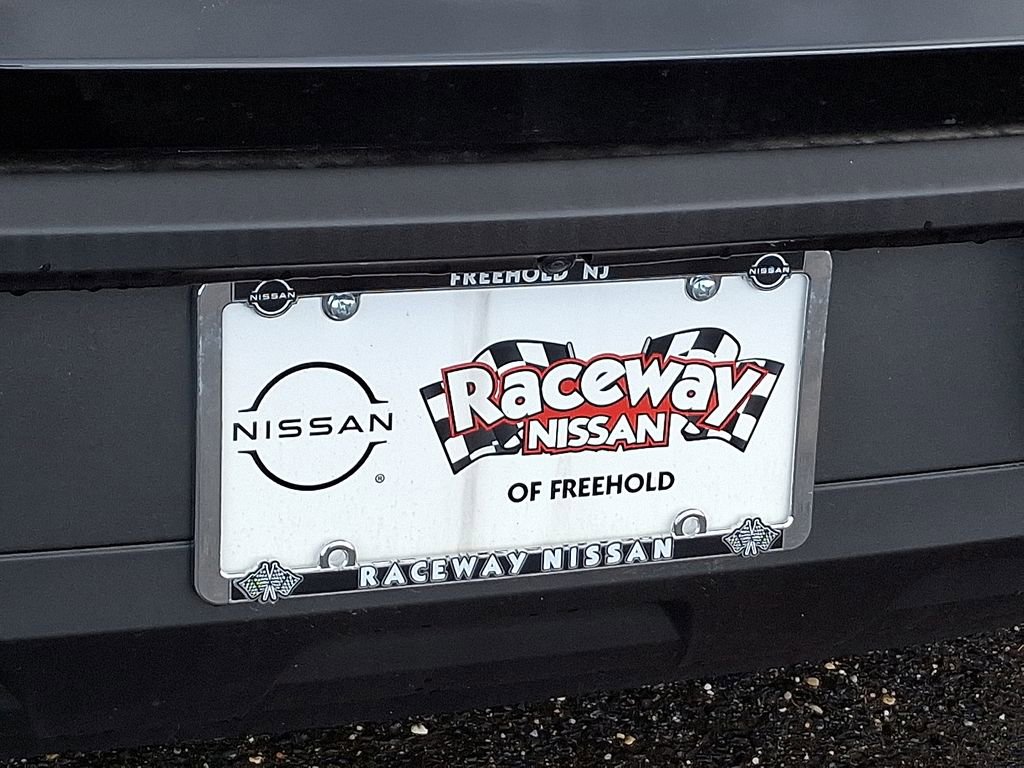 FREEHOLD NJ
NISSAN
NISSAN
NISSAN ®
Raceway
NISSAN
OF FREEHOLD
RACEWAY NISSAN